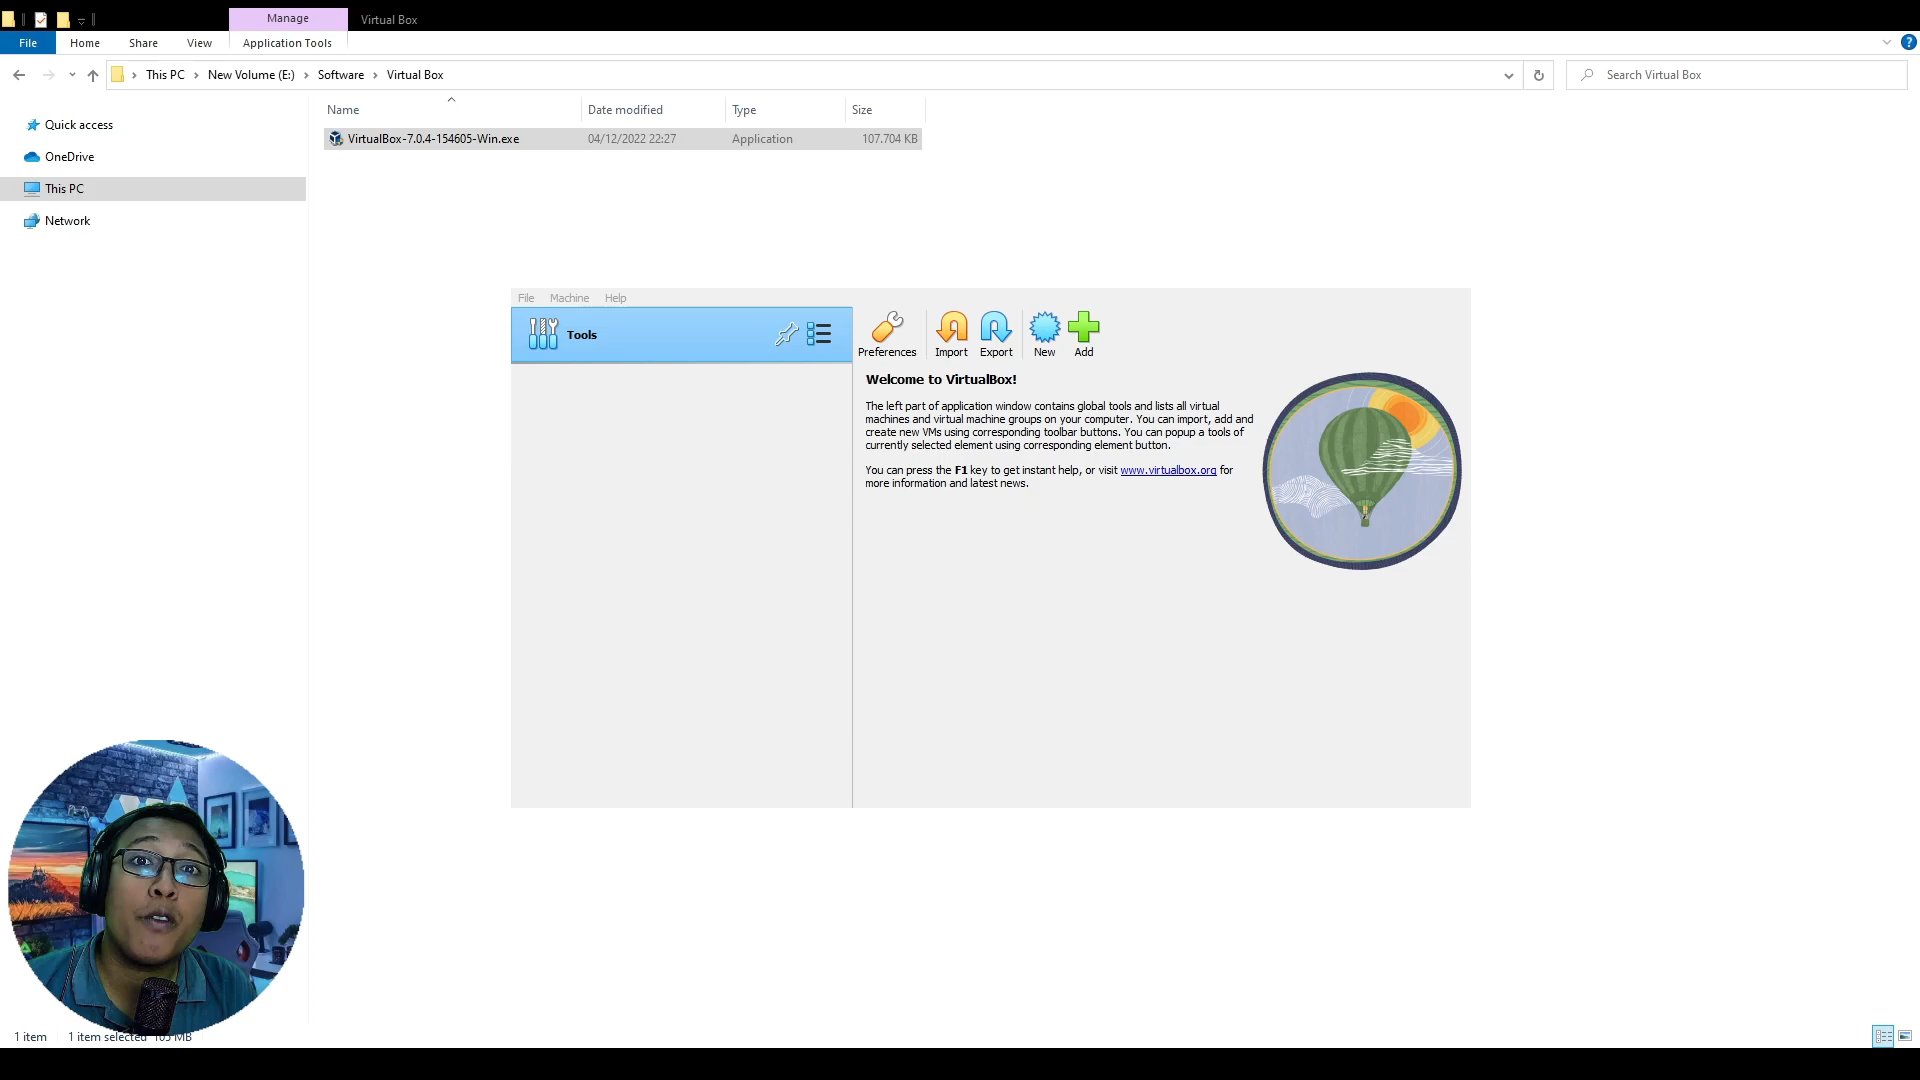 Manage
Virtual Box
File
Home
Share
View
Application Tools
This PC
New Volume (E:)
Software
Virtual Box
Search Virtual Box
Quick access
OneDrive
This PC
Network
Name
Date modified
Type
Size
VirtualBox-7.0.4-154605-Win.exe
04/12/2022 22:27
Application
107.704 KB
File
Machine
Help
Tools
Preferences
Import
Export
New
Add
Welcome to VirtualBox!
The left part of application window contains global tools and lists all virtual
machines and virtual machine groups on your computer. You can import, add and
create new VMs using corresponding toolbar buttons. You can popup a tools of
currently selected element using corresponding element button.
You can press the F1 key to get instant help, or visit www.virtualbox.org for
more information and latest news.
1 item
1 item selected 105 MB